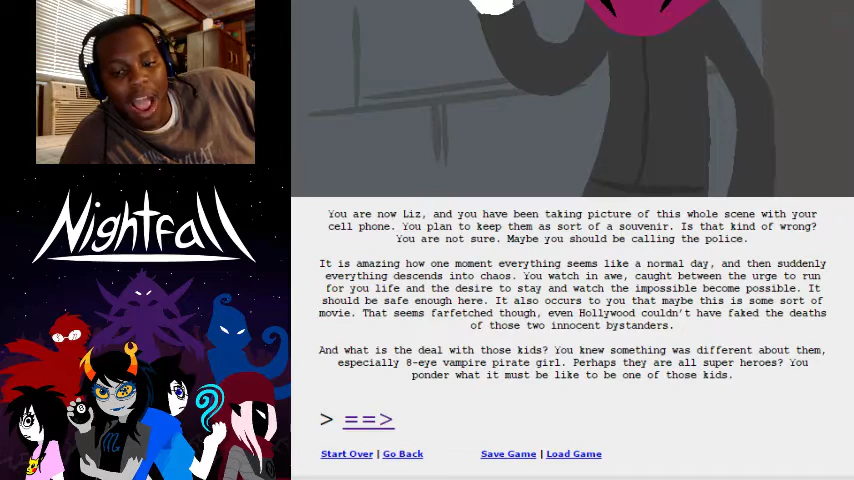 Nightfall
You are now Liz, and you have been taking picture of this whole scene with your
cell phone. You plan to keep them as sort of a souvenir. Is that kind of wrong?
You are not sure. Maybe you should be calling the police.
It is amazing how one moment everything seems like a normal day, and then suddenly
everything descends into chaos. You watch in awe, caught between the urge to run
for you life and the desire to stay and watch the impossible become possible. It
should be safe enough here. It also occurs to you that maybe this is some sort of
movie. That seems farfetched though, even Hollywood couldn't have faked the deaths
of those two innocent bystanders.
And what is the deal with those kids? You knew something was different about them,
especially 8-eye vampire pirate girl. Perhaps they are all super heroes? You
ponder what it must be like to be one of those kids.
> ==>
Start Over | Go Back Save Game | Load Game